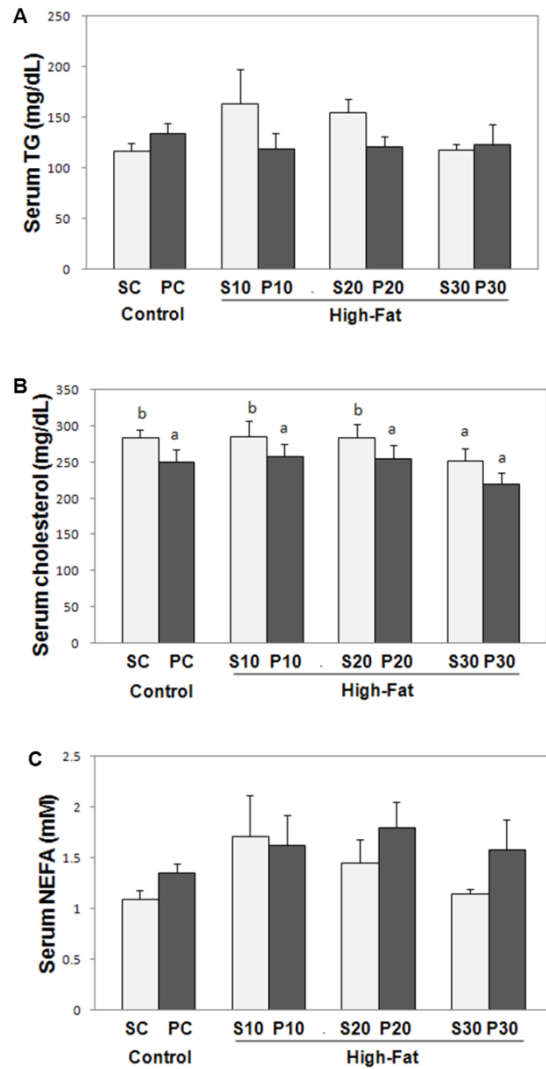 A
Serum TG (mg/dL)
250
200
150
100
50
0
SC PC S10 P10 . S20 P20 S30 P30
Control High-Fat
B
Serum cholesterol (mg/dL)
350
300
250
200
150
100
50
0
b a b a b a a a
SC PC S10 P10 . S20 P20 S30 P30
Control High-Fat
C
Serum NEFA (mM)
2.5
2
1.5
1
0.5
0
SC PC S10 P10 . S20 P20 S30 P30
Control High-Fat